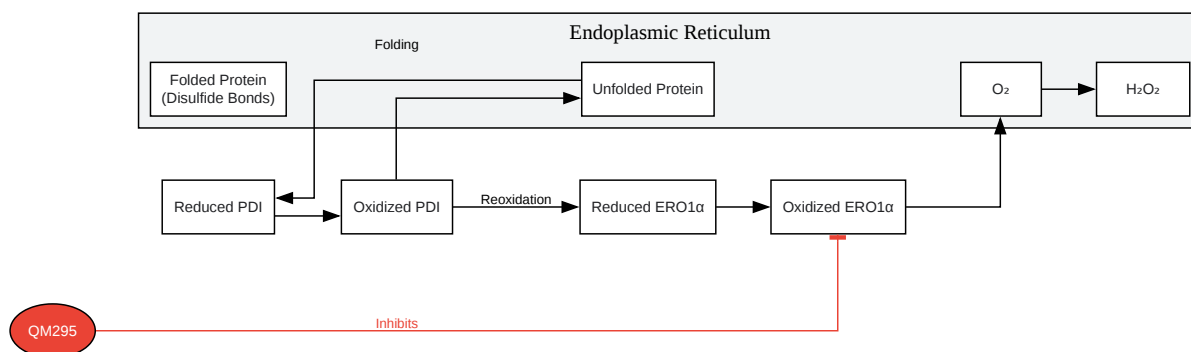 Endoplasmic Reticulum
Folding
Folded Protein
(Disulfide Bonds)
Unfolded Protein
O₂
H₂O₂
Reduced PDI
Oxidized PDI
Reoxidation
Reduced ERO1α
Oxidized ERO1α
QM295
Inhibits